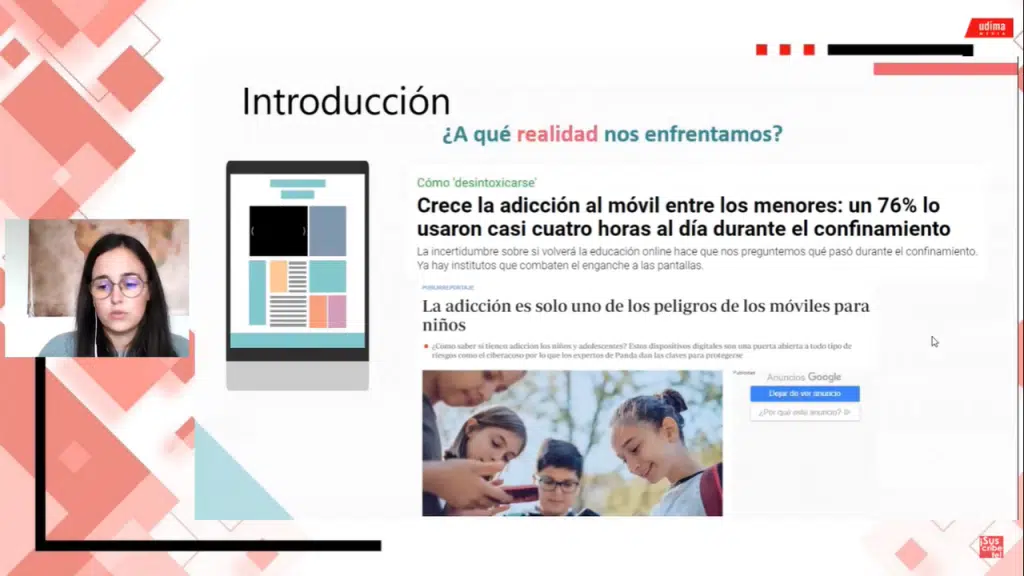 udima
MEDIA
Introducción
¿A qué realidad nos enfrentamos?
Cómo 'desintoxicarse'
Crece la adicción al móvil entre los menores: un 76% lo
usaron casi cuatro horas al día durante el confinamiento
La incertidumbre sobre si volverá la educación online hace que nos preguntemos qué pasó durante el confinamiento.
Ya hay institutos que combaten el enganche a las pantallas.
PUBLIRREPORTAJE
La adicción es solo uno de los peligros de los móviles para
niños
¿Cómo saber si tienen adicción los niños y adolescentes? Estos dispositivos digitales son una puerta abierta a todo tipo de
riesgos como el ciberacoso por lo que los expertos de Panda dan las claves para protegerse
Publicidad
Anuncios Google
Dejar de ver anuncio
¿Por qué este anuncio?
Sus
cribe
te!